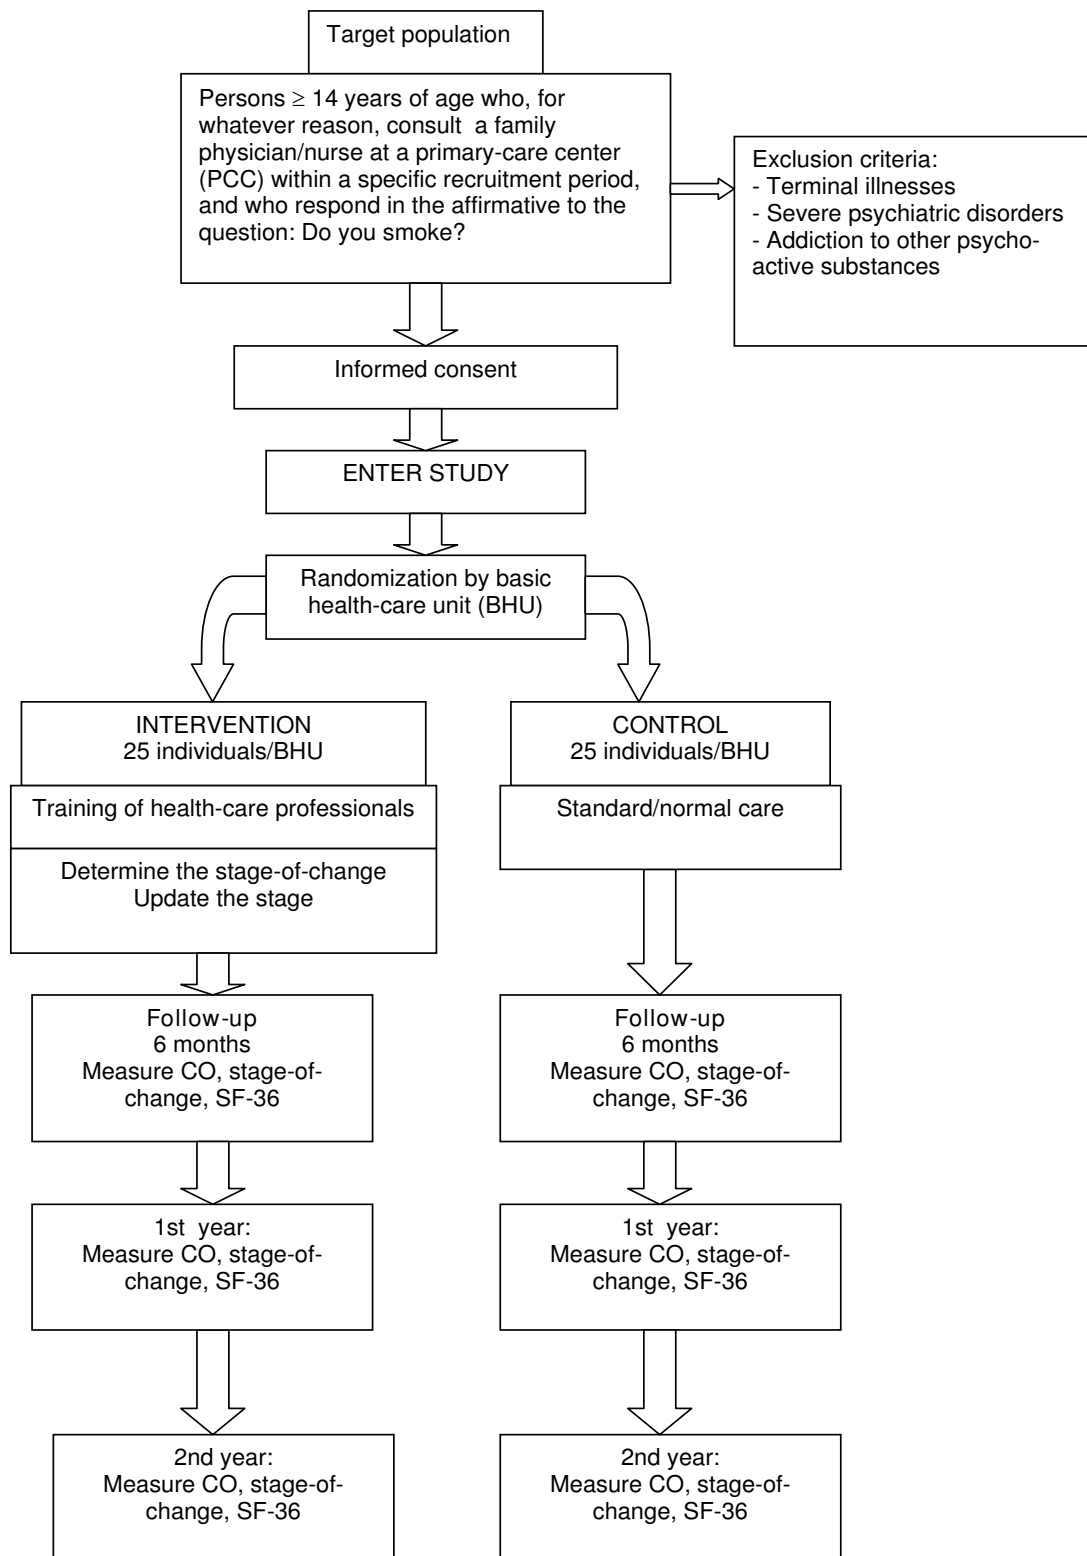 Target population
Persons ≥ 14 years of age who, for
whatever reason, consult a family
physician/nurse at a primary-care center
(PCC) within a specific recruitment period,
and who respond in the affirmative to the
question: Do you smoke?
Exclusion criteria:
- Terminal illnesses
- Severe psychiatric disorders
- Addiction to other psycho-
active substances
Informed consent
ENTER STUDY
Randomization by basic
health-care unit (BHU)
INTERVENTION
25 individuals/BHU
Training of health-care professionals
Determine the stage-of-change
Update the stage
CONTROL
25 individuals/BHU
Standard/normal care
Follow-up
6 months
Measure CO, stage-of-
change, SF-36
Follow-up
6 months
Measure CO, stage-of-
change, SF-36
1st year:
Measure CO, stage-of-
change, SF-36
1st year:
Measure CO, stage-of-
change, SF-36
2nd year:
Measure CO, stage-of-
change, SF-36
2nd year:
Measure CO, stage-of-
change, SF-36